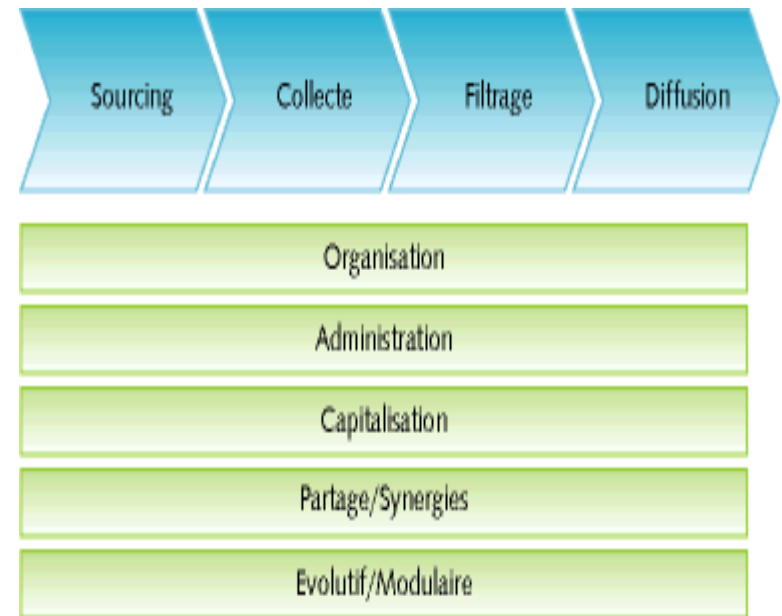 Sourcing
Collecte
Filtrage
Diffusion
Organisation
Administration
Capitalisation
Partage/Synergies
Evolutif/Modulaire